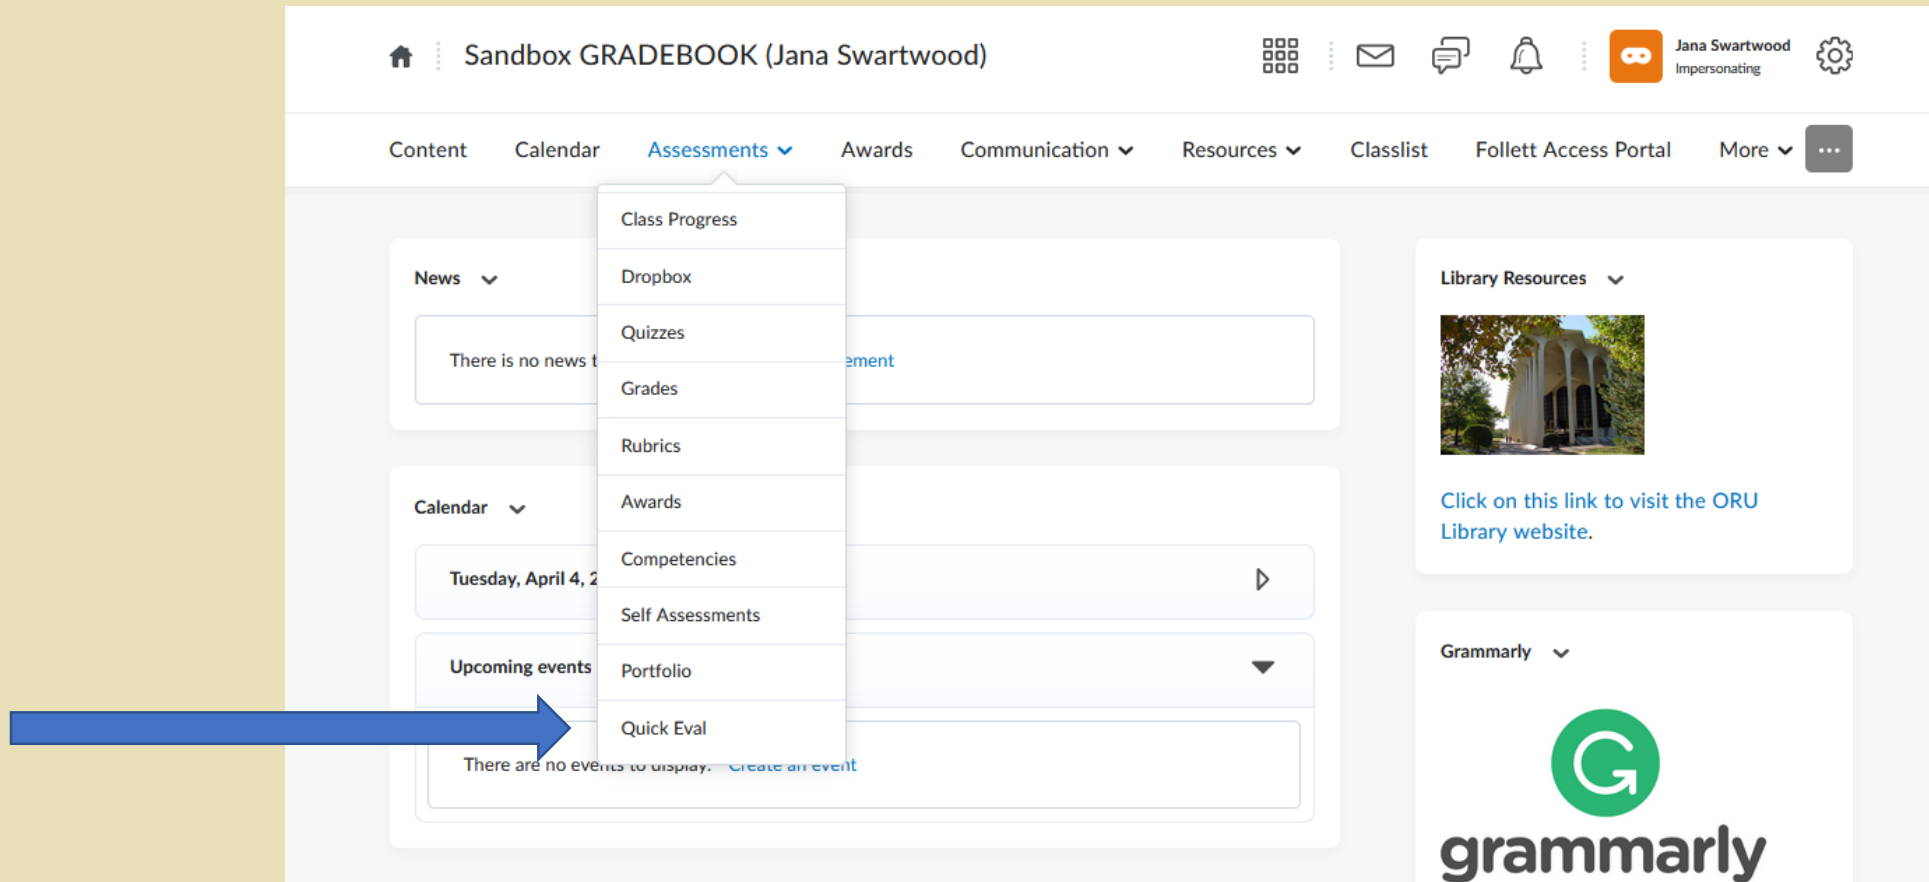 Sandbox GRADEBOOK (Jana Swartwood)
Jana Swartwood
Impersonating
Content Calendar Assessments Awards Communication Resources Classlist Follett Access Portal More
Class Progress
Dropbox
Quizzes
Grades
Rubrics
Awards
Competencies
Self Assessments
Portfolio
Quick Eval
News
There is no news
Calendar
Tuesday, April 4,
Upcoming events
There are no events to display. Create an event
Library Resources
Click on this link to visit the ORU
Library website.
Grammarly
G
grammarly